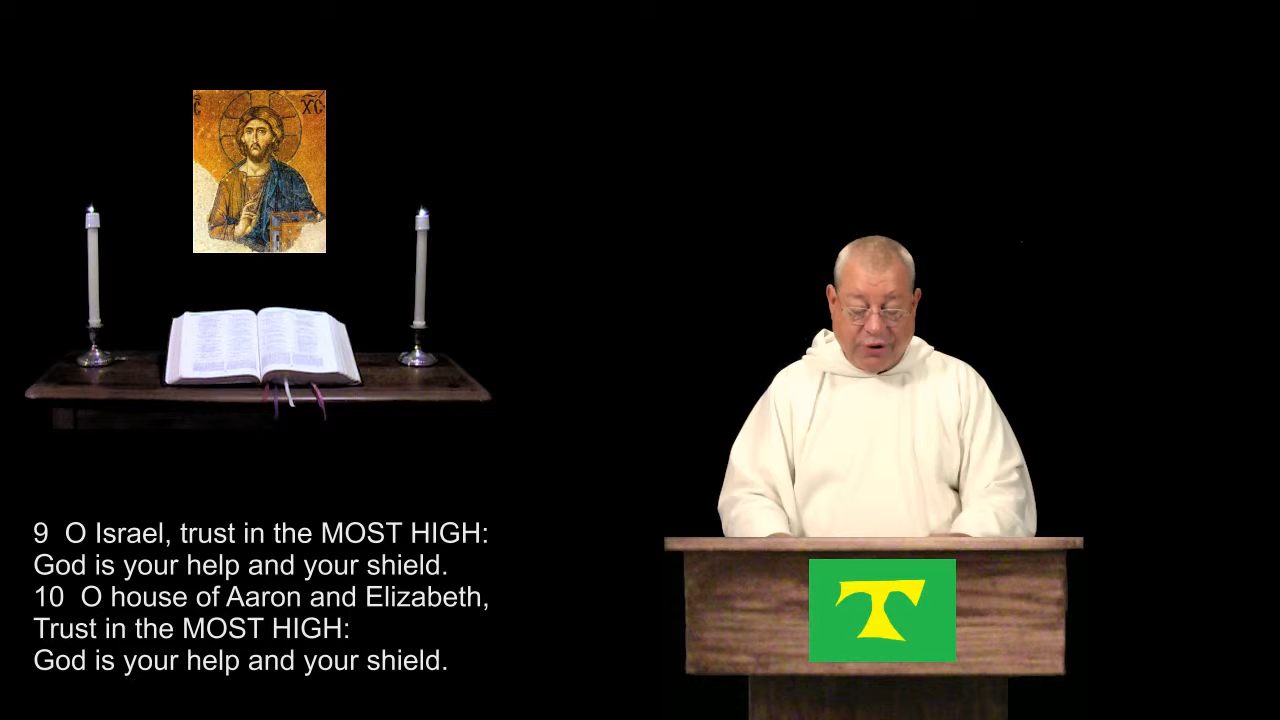 XC
9 O Israel, trust in the MOST HIGH:
God is your help and your shield.
10 O house of Aaron and Elizabeth,
Trust in the MOST HIGH:
God is your help and your shield.